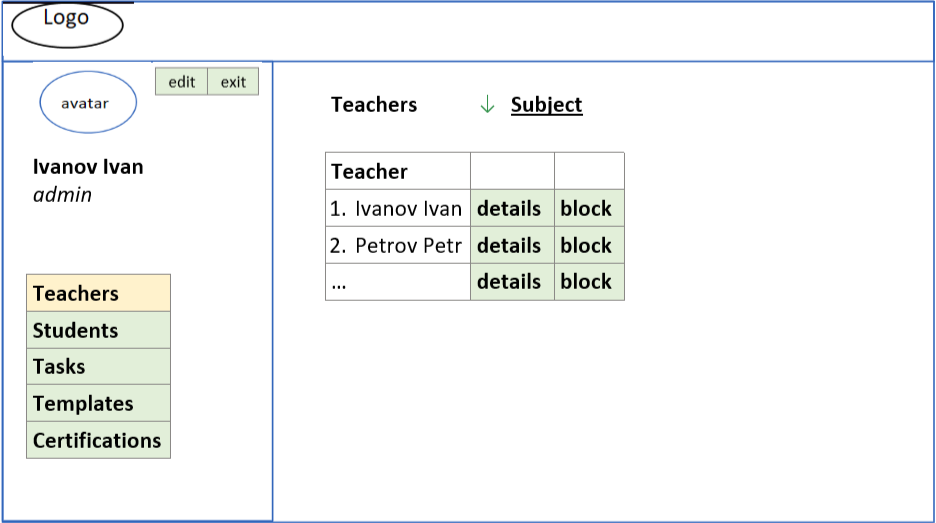 Logo
edit exit
avatar
Ivanov Ivan
admin
Teachers
Students
Tasks
Templates
Certifications
Teachers ↓ Subject
Teacher
1. Ivanov Ivan details block
2. Petrov Petr details block
... details block